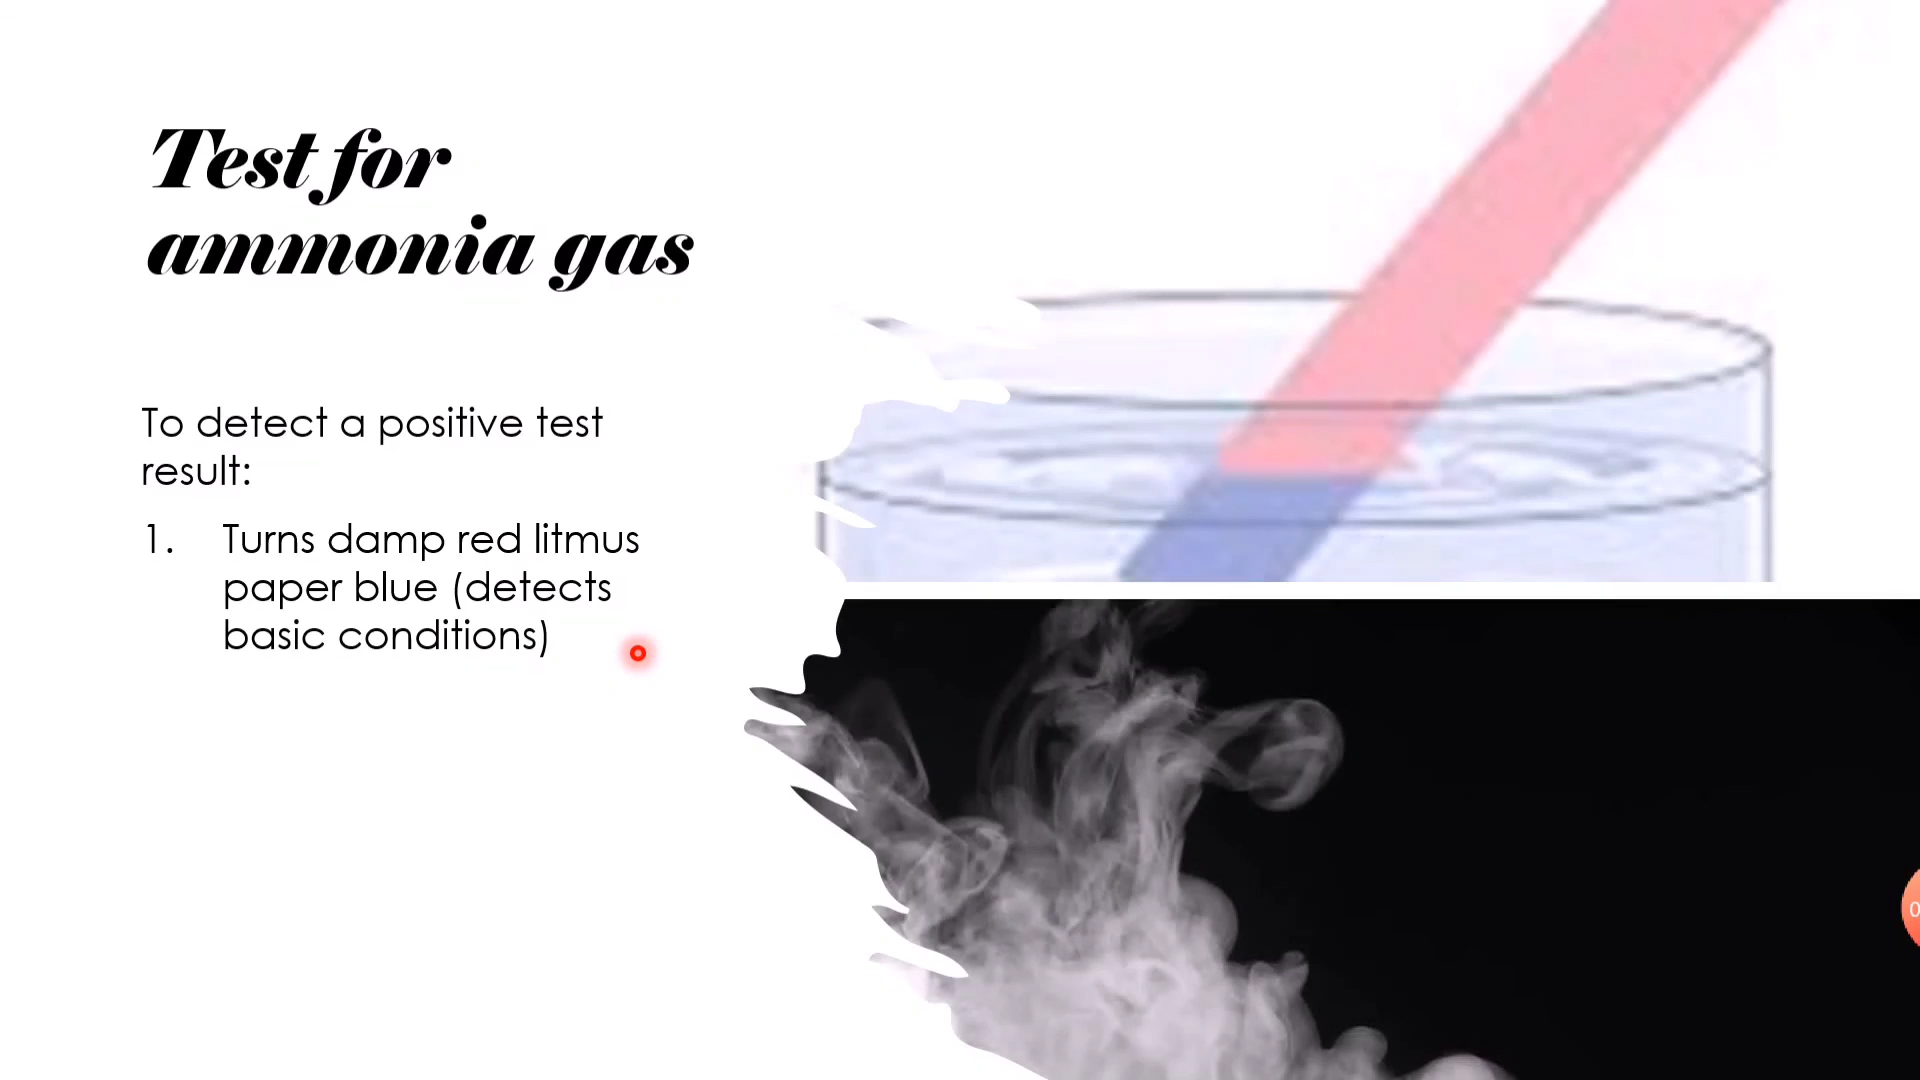 Test for
ammonia gas
To detect a positive test
result:
1. Turns damp red litmus
paper blue (detects
basic conditions)
0